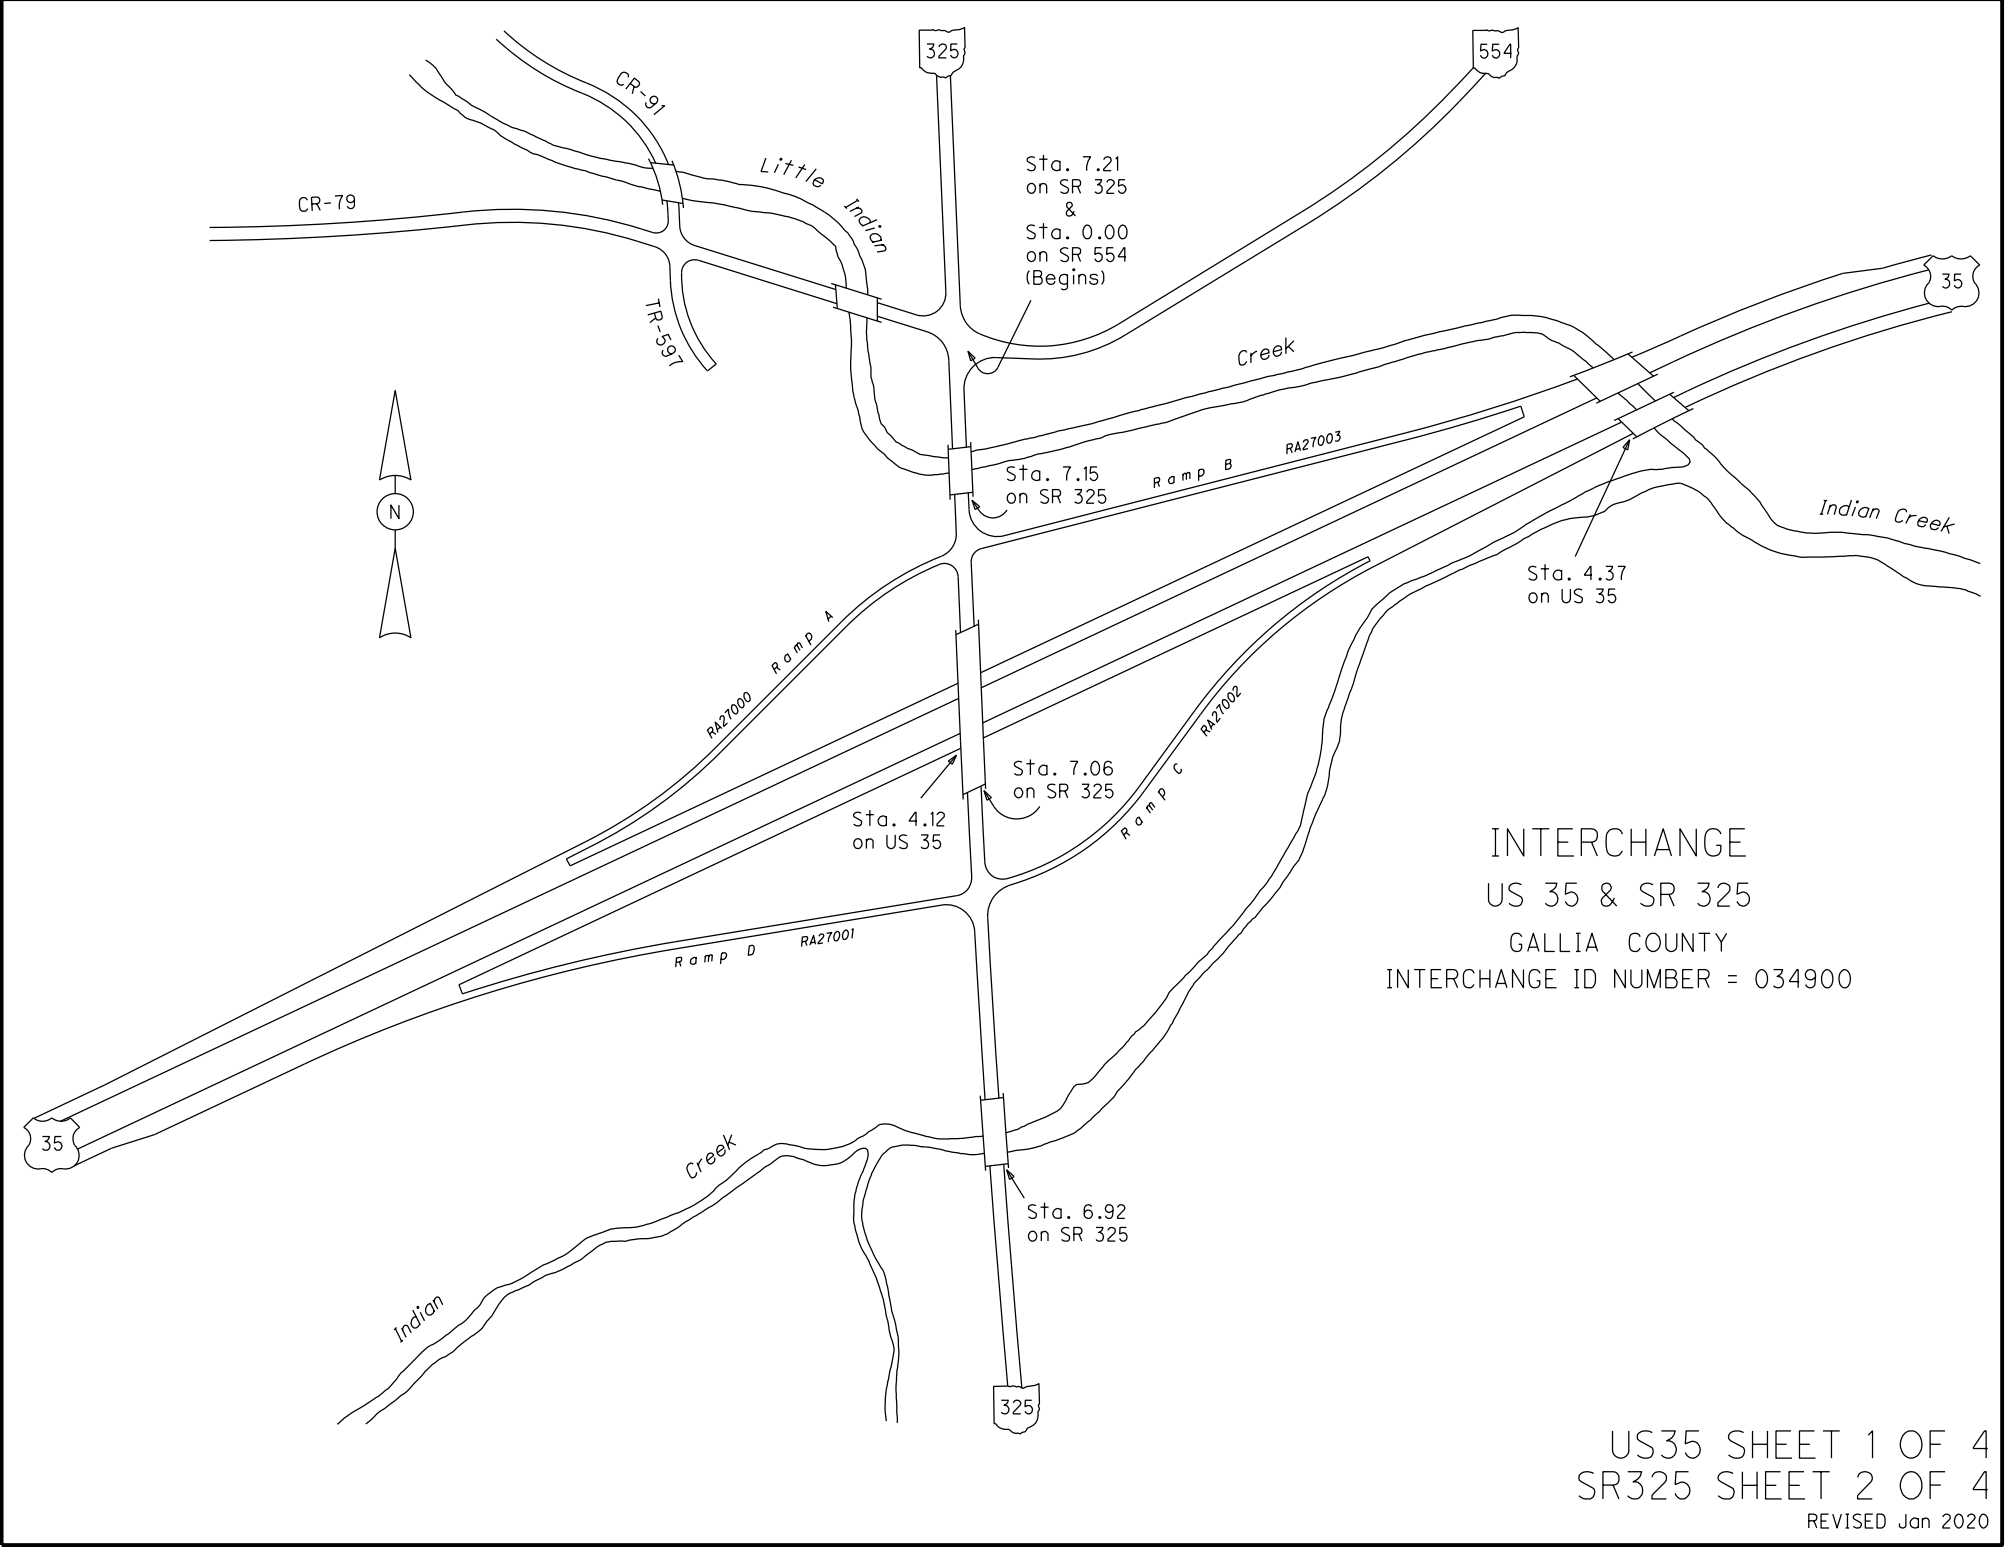 325
554
CR-91
Little
Indian
CR-79
Sta. 7.21
on SR 325
&
Sta. 0.00
on SR 554
(Begins)
35
TR-597
Creek
RA27003
Ramp B
Sta. 7.15
on SR 325
N
Indian Creek
Sta. 4.37
on US 35
Ramp A
RA27000
RA27002
Ramp C
Sta. 7.06
on SR 325
Sta. 4.12
on US 35
INTERCHANGE
US 35 & SR 325
GALLIA COUNTY
INTERCHANGE ID NUMBER = 034900
Ramp D
RA27001
35
Creek
Indian
Sta. 6.92
on SR 325
325
US35 SHEET 1 OF 4
SR325 SHEET 2 OF 4
REVISED Jan 2020